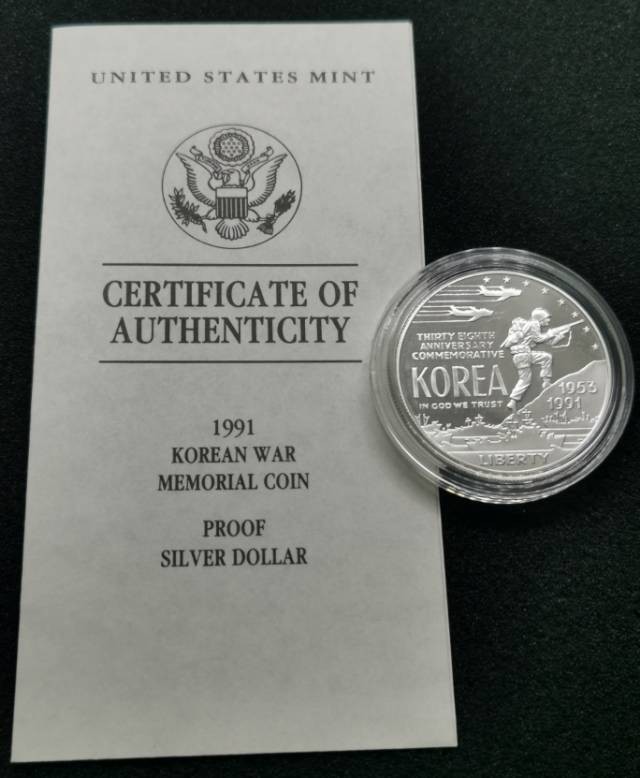 UNITED STATES MINT
CERTIFICATE OF
AUTHENTICITY
1991
KOREAN WAR
MEMORIAL COIN
PROOF
SILVER DOLLAR
THIRTY EIGHTH
ANNIVERSARY
COMMEMORATIVE
KOREA
IN GOD WE TRUST
1953
1991
LIBERTY